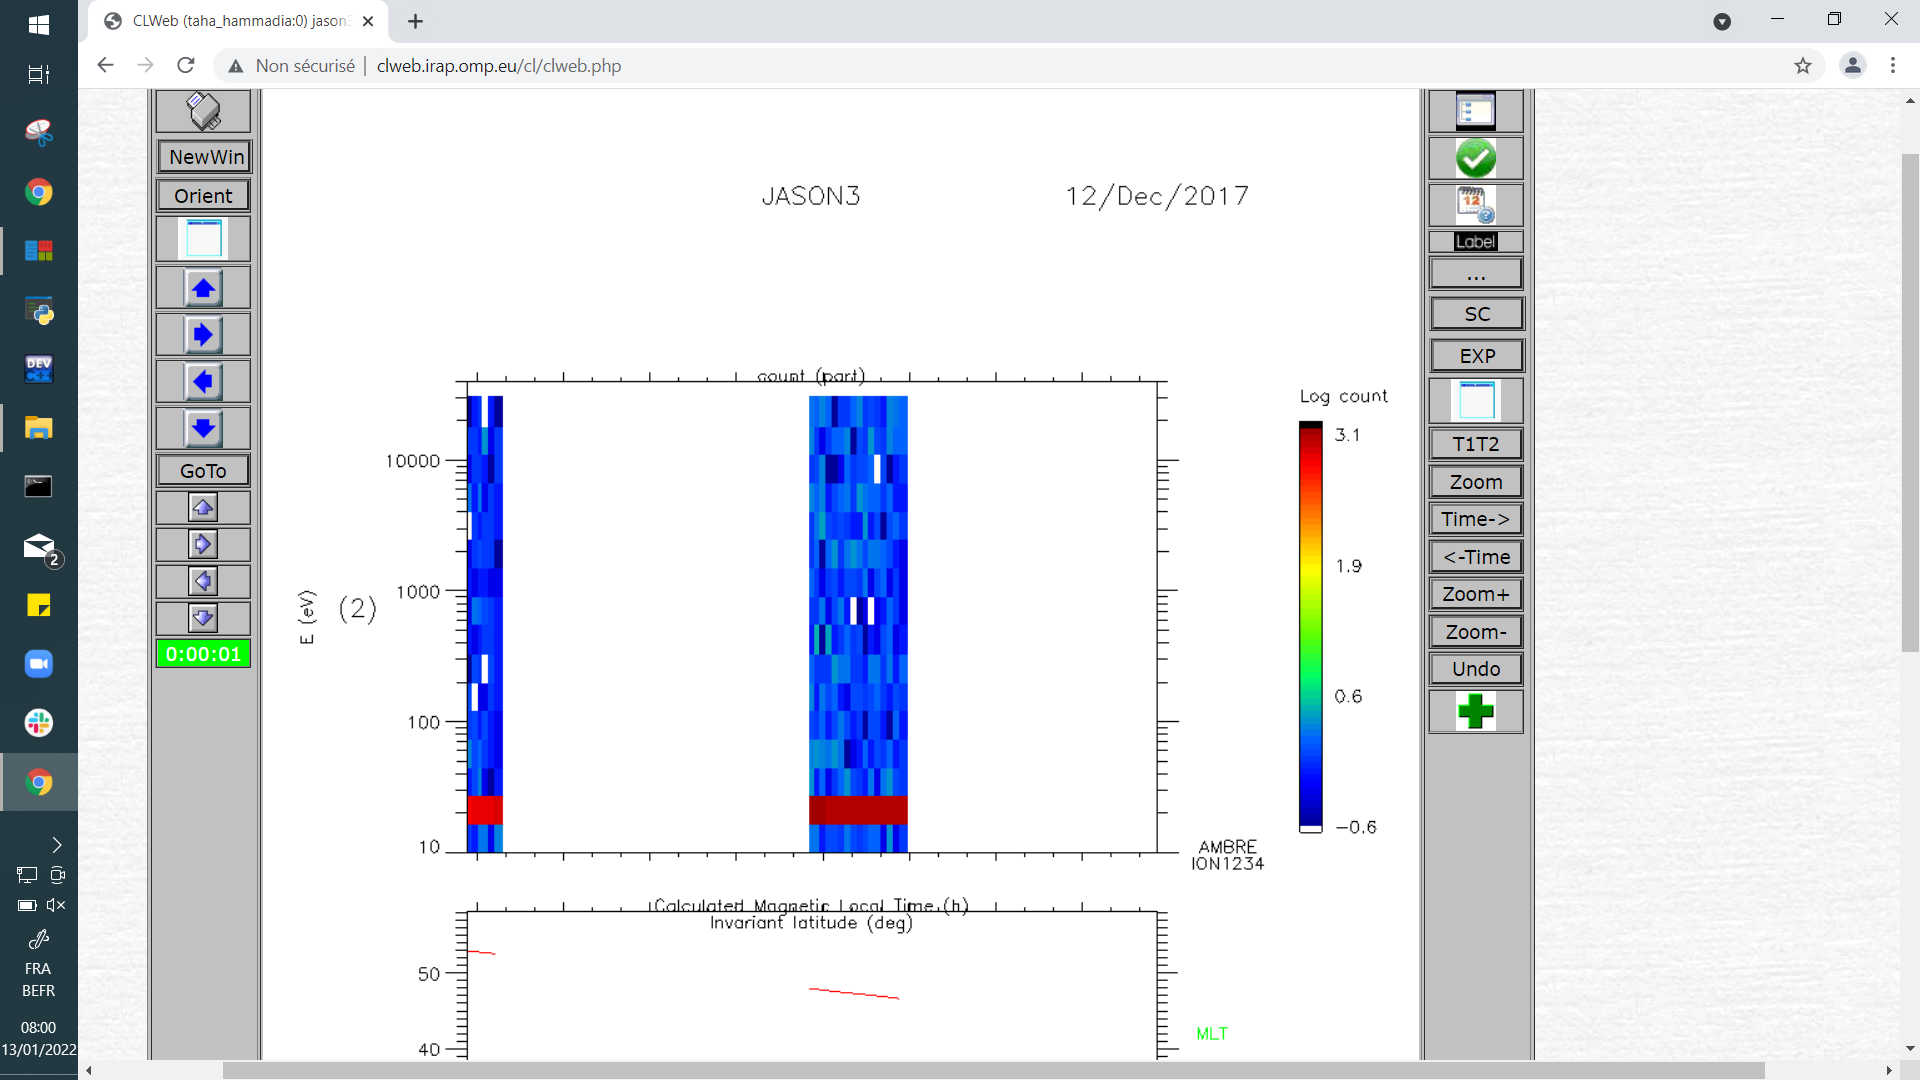 CLWeb (taha_hammadia:0) jason3
Non sécurisé
clweb.irap.omp.eu/cl/clweb.php
NewWin
Orient
GoTo
0:00:01
JASON3
12/Dec/2017
count (part)
10000
1000
100
10
E (eV)
(2)
Log count
3.1
1.9
0.6
−0.6
AMBRE
ION1234
Calculated Magnetic Local Time (h)
Invariant latitude (deg)
50
40
MLT
12
Label
...
SC
EXP
T1T2
Zoom
Time->
<-Time
Zoom+
Zoom-
Undo
DEV
C++
2
FRA
BEFR
08:00
13/01/2022